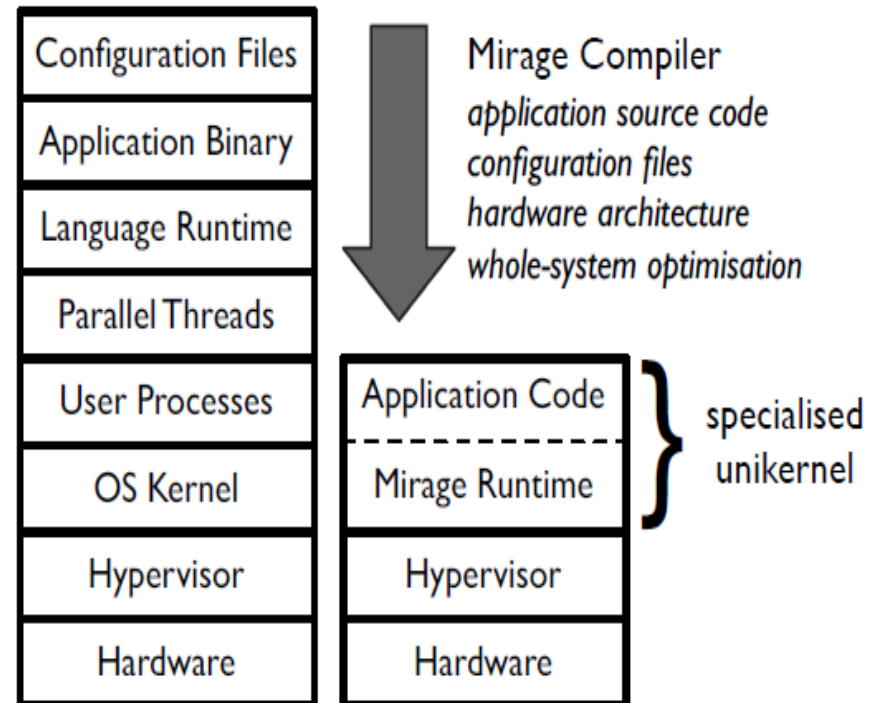 Configuration Files
Application Binary
Language Runtime
Parallel Threads
User Processes
OS Kernel
Hypervisor
Hardware
Mirage Compiler
application source code
configuration files
hardware architecture
whole-system optimisation
Application Code
Mirage Runtime
Hypervisor
Hardware
specialised
unikernel